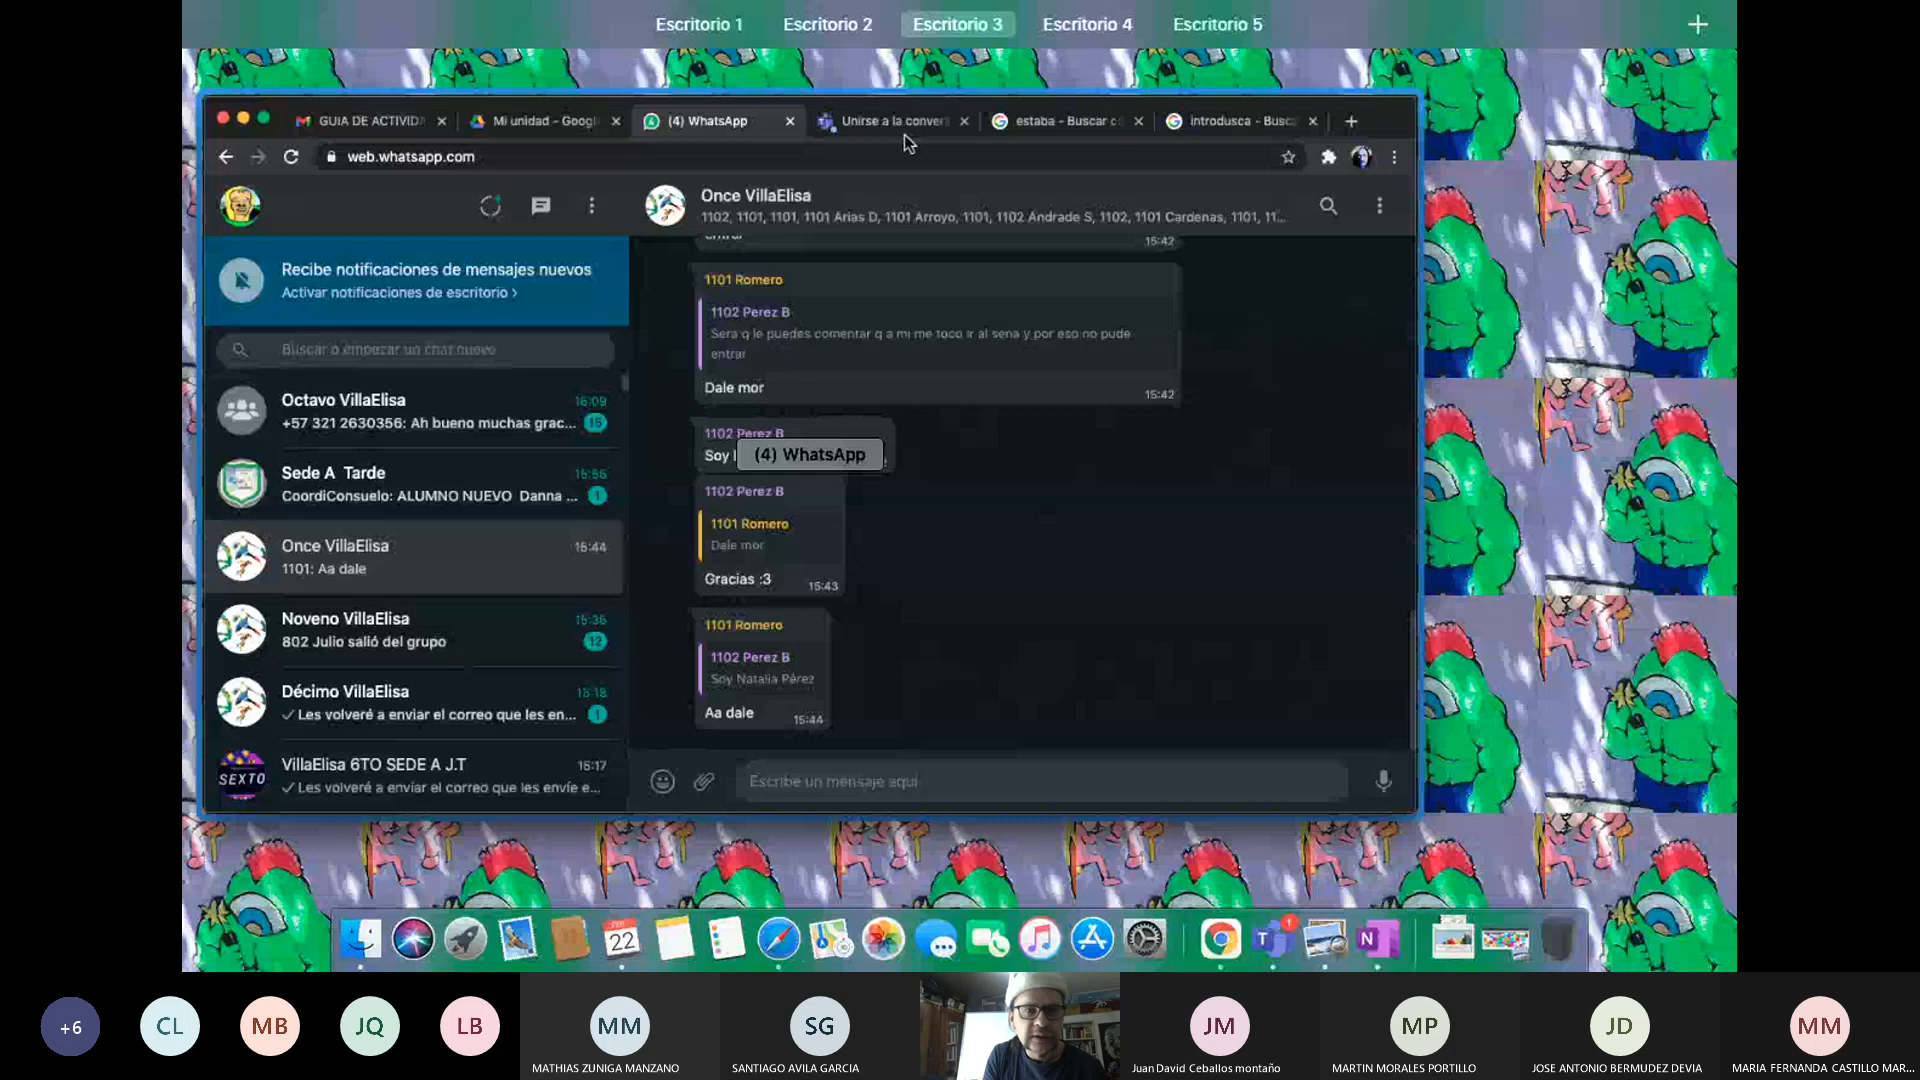 Escritorio 1
Escritorio 2
Escritorio 3
Escritorio 4
Escritorio 5
GUIA DE ACTIVID
Mi unidad - Googl
(4) WhatsApp
Unirse a la conver
estaba - Buscar c
introdusca - Busc
web.whatsapp.com
Once VillaElisa
1102, 1101, 1101, 1101 Arias D, 1101 Arroyo, 1101, 1102 Andrade S, 1102, 1101 Cardenas, 1101, 11...
Recibe notificaciones de mensajes nuevos
Activar notificaciones de escritorio ›
Buscar o empezar un chat nuevo
Octavo VillaElisa
16:09
+57 321 2630356: Ah bueno muchas grac...
15
Sede A Tarde
15:56
CoordiConsuelo: ALUMNO NUEVO Danna ...
1
Once VillaElisa
15:44
1101: Aa dale
Noveno VillaElisa
15:36
802 Julio salió del grupo
12
Décimo VillaElisa
15:18
Les volveré a enviar el correo que les en...
1
VillaElisa 6TO SEDE A J.T
15:17
Les volveré a enviar el correo que les envíe e...
SEXTO
entrar
15:42
1101 Romero
1102 Perez B
Sera q le puedes comentar q a mi me toco ir al sena y por eso no pude
entrar
Dale mor
15:42
1102 Perez B
Soy
(4) WhatsApp
1102 Perez B
1101 Romero
Dale mor
Gracias :3
15:43
1101 Romero
1102 Perez B
Soy Natalia Pérez
Aa dale
15:44
Escribe un mensaje aquí
22
1
T
N
+6
CL
MB
JQ
LB
MM
MATHIAS ZUNIGA MANZANO
SG
SANTIAGO AVILA GARCIA
JM
Juan David Ceballos montaño
MP
MARTIN MORALES PORTILLO
JD
JOSE ANTONIO BERMUDEZ DEVIA
MM
MARIA FERNANDA CASTILLO MAR...